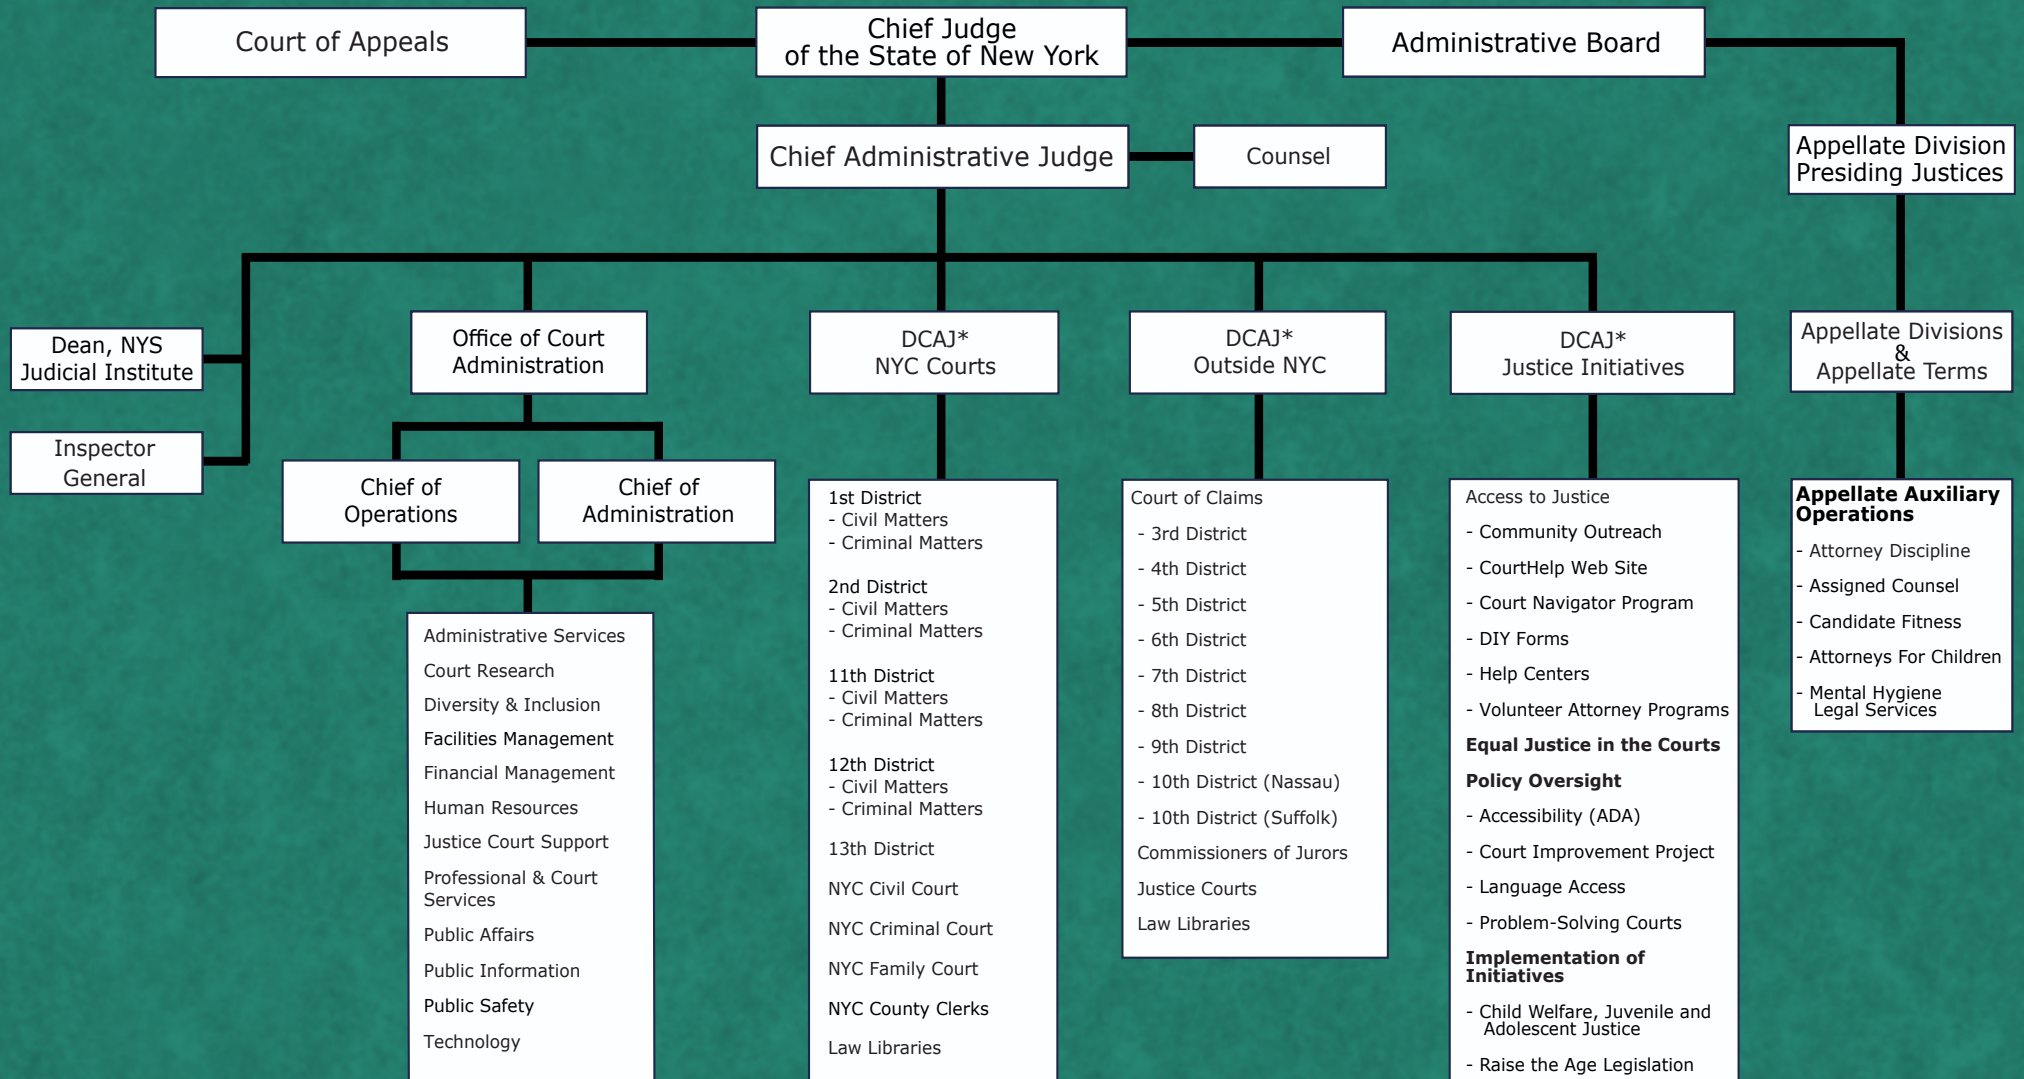 Court of Appeals
Chief Judge
of the State of New York
Administrative Board
Chief Administrative Judge
Counsel
Appellate Division
Presiding Justices
Dean, NYS
Judicial Institute
Inspector
General
Office of Court
Administration
Chief of
Operations
Chief of
Administration
Administrative Services
Court Research
Diversity & Inclusion
Facilities Management
Financial Management
Human Resources
Justice Court Support
Professional & Court
Services
Public Affairs
Public Information
Public Safety
Technology
DCAJ*
NYC Courts
1st District
- Civil Matters
- Criminal Matters
2nd District
- Civil Matters
- Criminal Matters
11th District
- Civil Matters
- Criminal Matters
12th District
- Civil Matters
- Criminal Matters
13th District
NYC Civil Court
NYC Criminal Court
NYC Family Court
NYC County Clerks
Law Libraries
DCAJ*
Outside NYC
Court of Claims
- 3rd District
- 4th District
- 5th District
- 6th District
- 7th District
- 8th District
- 9th District
- 10th District (Nassau)
- 10th District (Suffolk)
Commissioners of Jurors
Justice Courts
Law Libraries
DCAJ*
Justice Initiatives
Access to Justice
- Community Outreach
- CourtHelp Web Site
- Court Navigator Program
- DIY Forms
- Help Centers
- Volunteer Attorney Programs
Equal Justice in the Courts
Policy Oversight
- Accessibility (ADA)
- Court Improvement Project
- Language Access
- Problem-Solving Courts
Implementation of
Initiatives
- Child Welfare, Juvenile and
Adolescent Justice
- Raise the Age Legislation
Appellate Divisions
&
Appellate Terms
Appellate Auxiliary
Operations
- Attorney Discipline
- Assigned Counsel
- Candidate Fitness
- Attorneys For Children
- Mental Hygiene
Legal Services